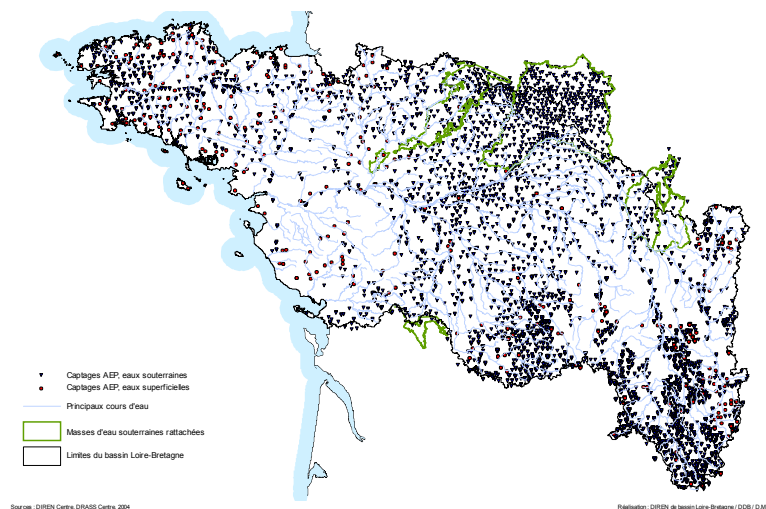 Captages AEP, eaux souterraines
Captages AEP, eaux superficielles
Principaux cours d'eau
Masses d'eau souterraines rattachées
Limites du bassin Loire-Bretagne
Sources : DIREN Centre, DRASS Centre, 2004
Réalisation : DIREN de bassin Loire-Bretagne / DDB / D.M